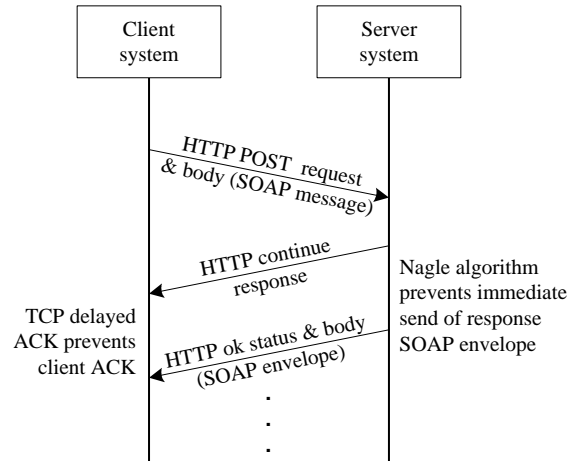 Client
system
Server
system
HTTP POST request
& body (SOAP message)
HTTP continue
response
Nagle algorithm
prevents immediate
send of response
SOAP envelope
TCP delayed
ACK prevents
client ACK
HTTP ok status & body
(SOAP envelope)